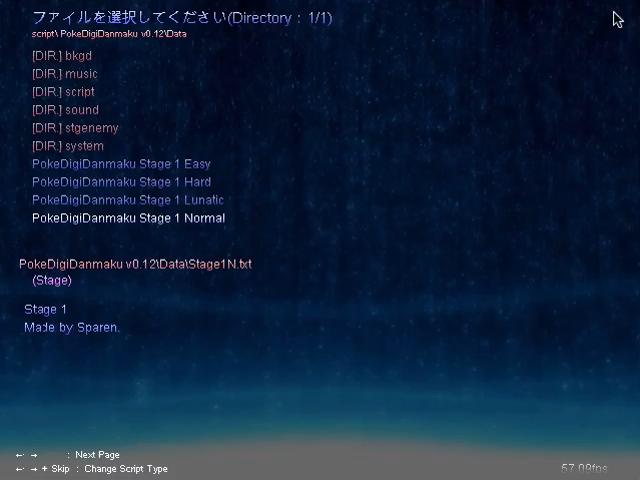 ファイルを選択してください(Directory : 1/1)
script\ PokeDigiDanmaku v0.12\Data
[DIR.] bkgd
[DIR.] music
[DIR.] script
[DIR.] sound
[DIR.] stgenemy
[DIR.] system
PokeDigiDanmaku Stage 1 Easy
PokeDigiDanmaku Stage 1 Hard
PokeDigiDanmaku Stage 1 Lunatic
PokeDigiDanmaku Stage 1 Normal
PokeDigiDanmaku v0.12\Data\Stage1N.txt
(Stage)
Stage 1
Made by Sparen.
← → : Next Page
← → + Skip : Change Script Type
57.09fps